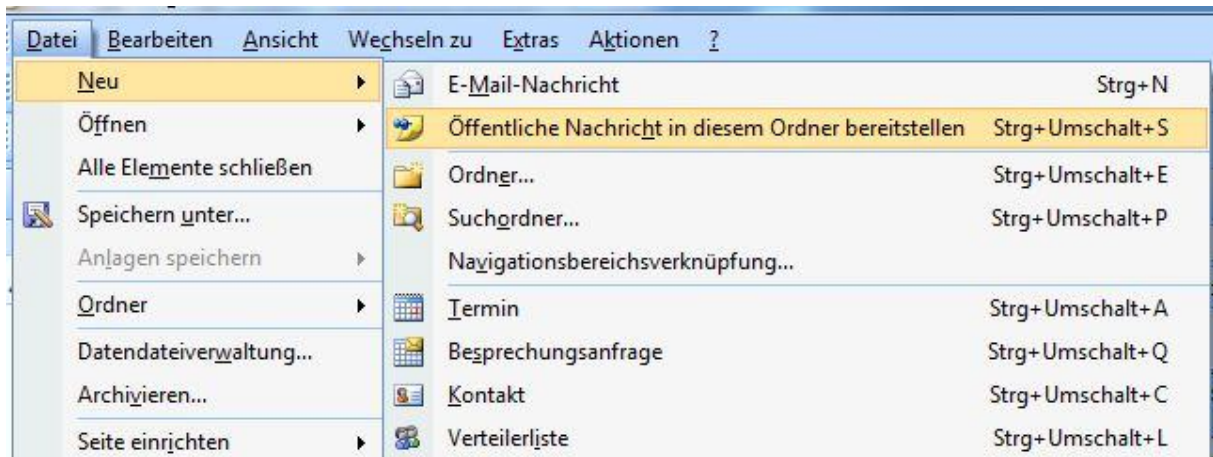 Datei Bearbeiten Ansicht Wechseln zu Extras Aktionen ?
Neu
Öffnen
Alle Elemente schließen
Speichern unter...
Anlagen speichern
Ordner
Datendateiverwaltung...
Archivieren...
Seite einrichten
E-Mail-Nachricht Strg+N
Öffentliche Nachricht in diesem Ordner bereitstellen Strg+Umschalt+S
Ordner... Strg+Umschalt+E
Suchordner... Strg+Umschalt+P
Navigationsbereichsverknüpfung...
Termin Strg+Umschalt+A
Besprechungsanfrage Strg+Umschalt+Q
Kontakt Strg+Umschalt+C
Verteilerliste Strg+Umschalt+L